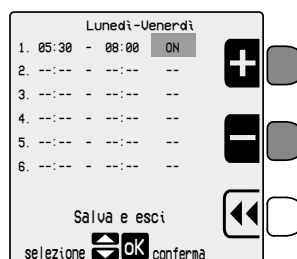 Lunedì-Venerdì
1. 05:30 - 08:00 ON
2. --:-- - --:-- --
3. --:-- - --:-- --
4. --:-- - --:-- --
5. --:-- - --:-- --
6. --:-- - --:-- --
Salva e esci
selezione OK conferma